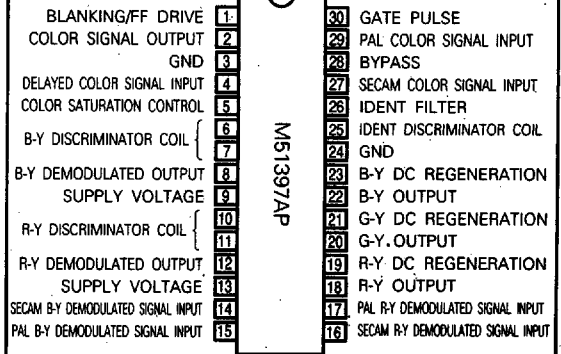 BLANKING/FF DRIVE 1
COLOR SIGNAL OUTPUT 2
GND 3
DELAYED COLOR SIGNAL INPUT 4
COLOR SATURATION CONTROL 5
B-Y DISCRIMINATOR COIL { 6
7
B-Y DEMODULATED OUTPUT 8
SUPPLY VOLTAGE 9
R-Y DISCRIMINATOR COIL { 10
11
R-Y DEMODULATED OUTPUT 12
SUPPLY VOLTAGE 13
SECAM B-Y DEMODULATED SIGNAL INPUT 14
PAL B-Y DEMODULATED SIGNAL INPUT 15
M51397AP
30 GATE PULSE
29 PAL COLOR SIGNAL INPUT
28 BYPASS
27 SECAM COLOR SIGNAL INPUT
26 IDENT FILTER
25 IDENT DISCRIMINATOR COIL
24 GND
23 B-Y DC REGENERATION
22 B-Y OUTPUT
21 G-Y DC REGENERATION
20 G-Y OUTPUT
19 R-Y DC REGENERATION
18 R-Y OUTPUT
17 PAL R-Y DEMODULATED SIGNAL INPUT
16 SECAM R-Y DEMODULATED SIGNAL INPUT